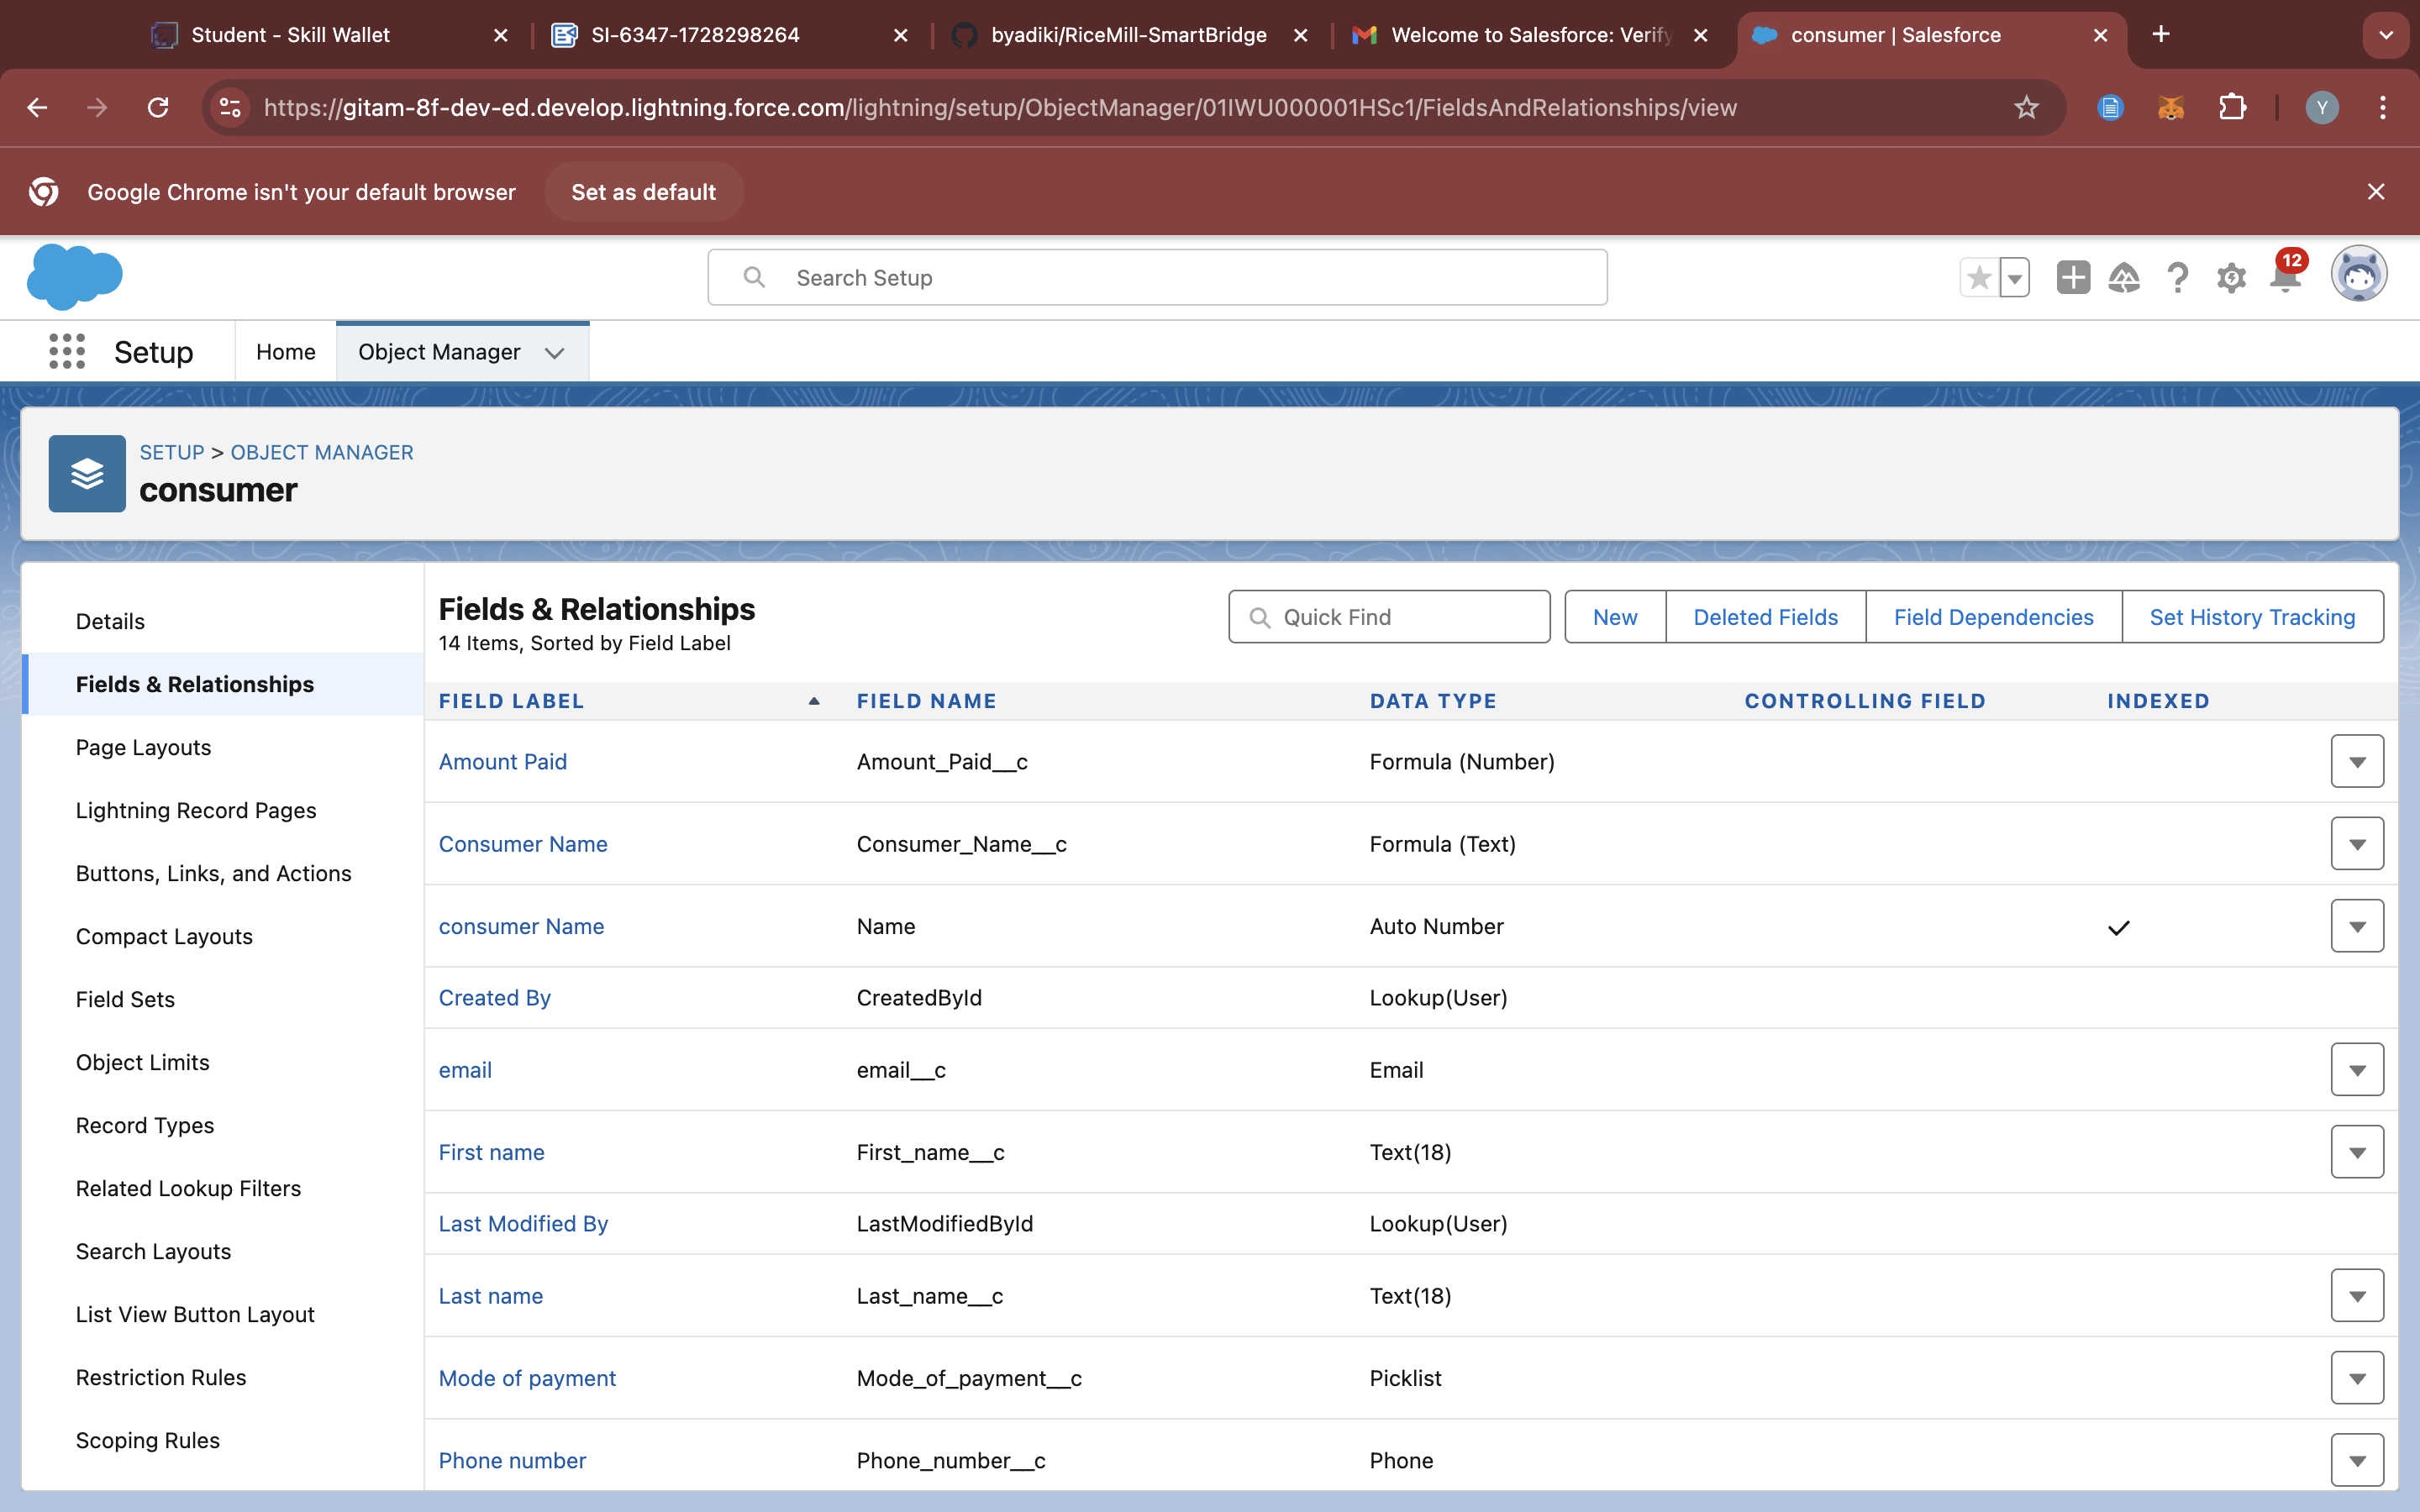 Student - Skill Wallet
SI-6347-1728298264
byadiki/RiceMill-SmartBridge
Welcome to Salesforce: Verify
consumer | Salesforce
https://gitam-8f-dev-ed.develop.lightning.force.com/lightning/setup/ObjectManager/01IWU000001HSc1/FieldsAndRelationships/view
Y
Google Chrome isn't your default browser
Set as default
Search Setup
12
Setup
Home
Object Manager
SETUP > OBJECT MANAGER
consumer
Details
Fields & Relationships
Page Layouts
Lightning Record Pages
Buttons, Links, and Actions
Compact Layouts
Field Sets
Object Limits
Record Types
Related Lookup Filters
Search Layouts
List View Button Layout
Restriction Rules
Scoping Rules
Fields & Relationships
14 Items, Sorted by Field Label
Quick Find
New
Deleted Fields
Field Dependencies
Set History Tracking
FIELD LABEL FIELD NAME DATA TYPE CONTROLLING FIELD INDEXED
Amount Paid Amount_Paid__c Formula (Number)
Consumer Name Consumer_Name__c Formula (Text)
consumer Name Name Auto Number
Created By CreatedById Lookup(User)
email email__c Email
First name First_name__c Text(18)
Last Modified By LastModifiedById Lookup(User)
Last name Last_name__c Text(18)
Mode of payment Mode_of_payment__c Picklist
Phone number Phone_number__c Phone